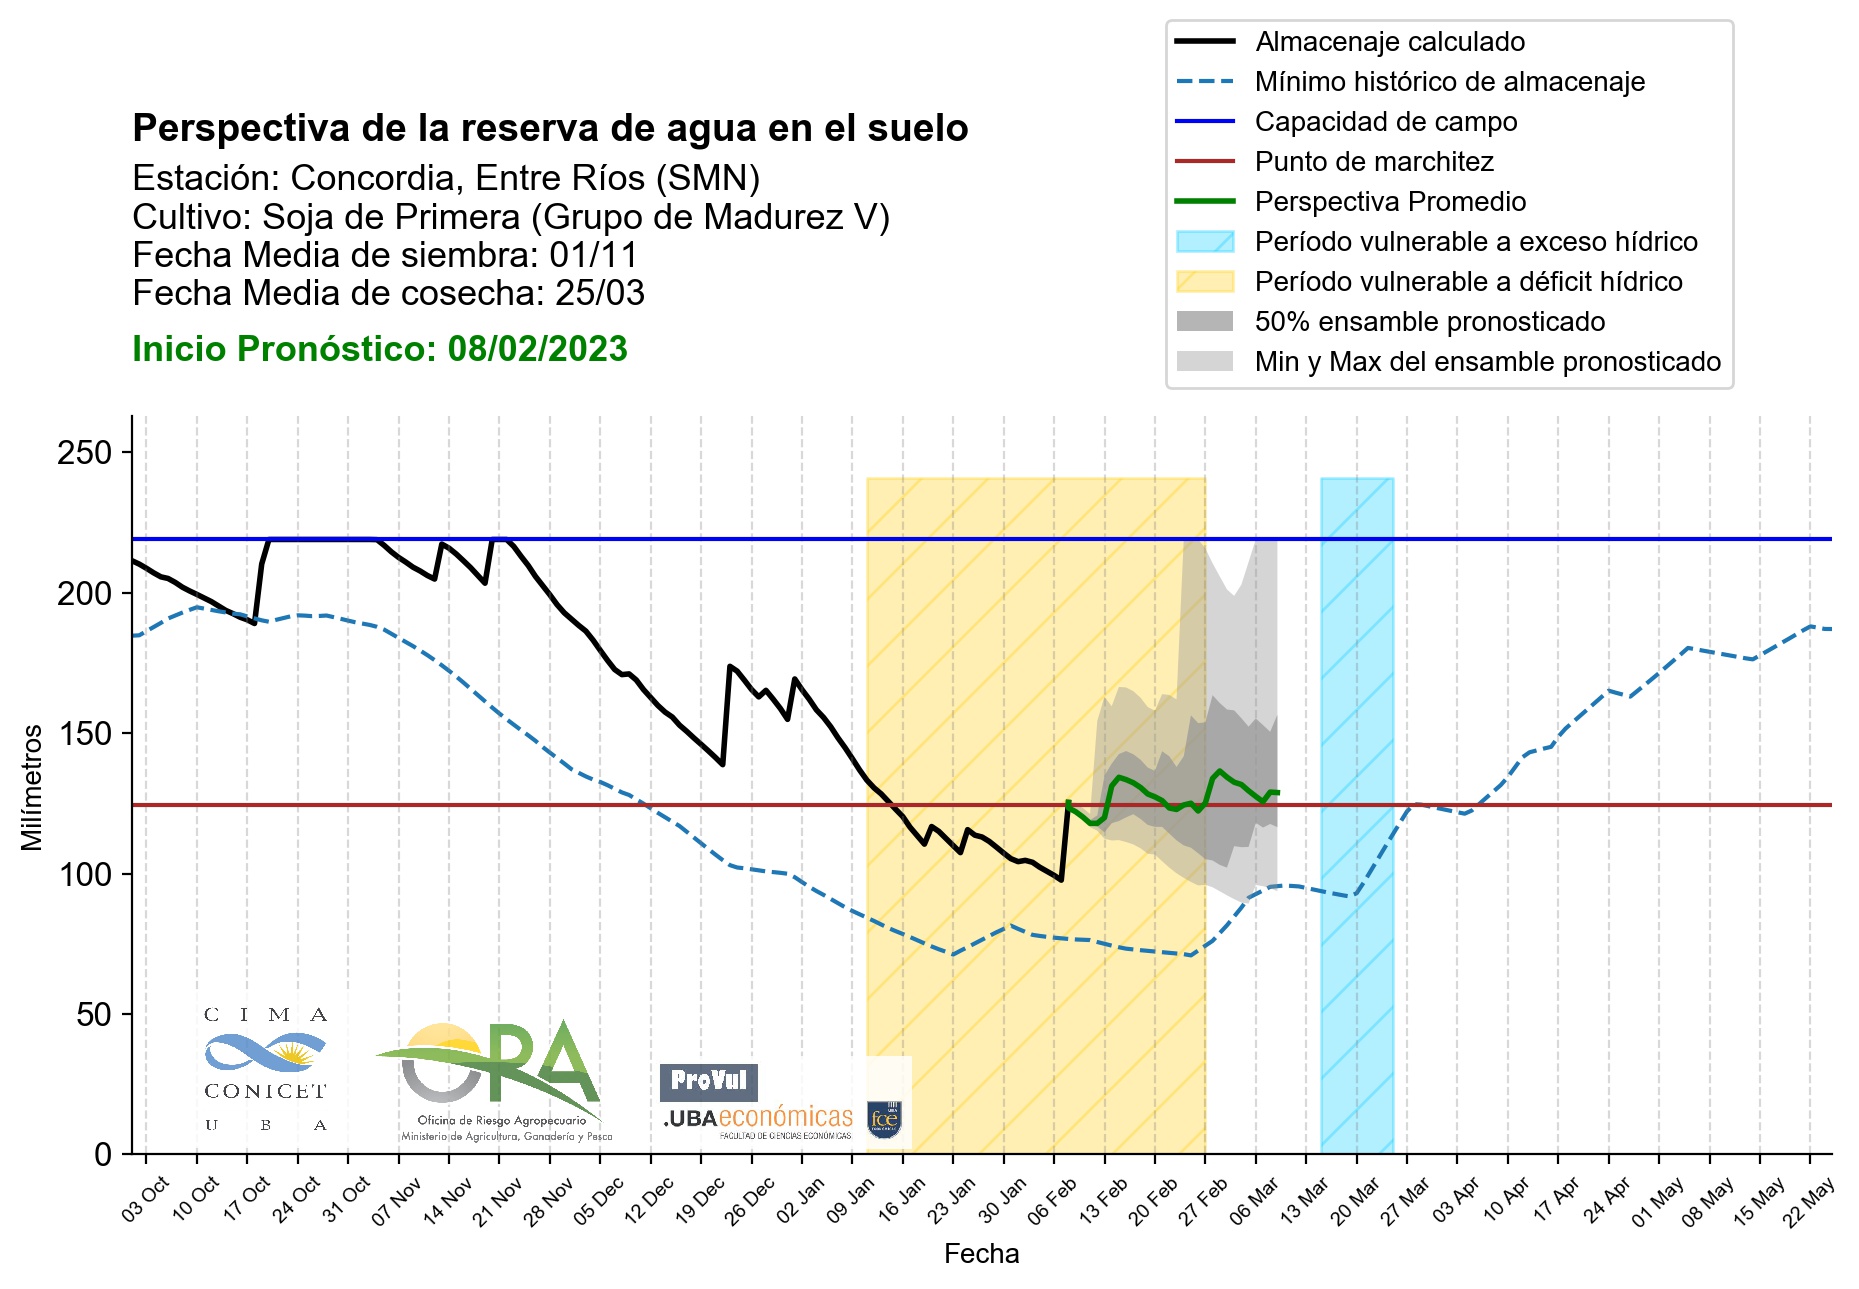 Almacenaje calculado
Mínimo histórico de almacenaje
Capacidad de campo
Punto de marchitez
Perspectiva Promedio
Período vulnerable a exceso hídrico
Período vulnerable a déficit hídrico
50% ensamble pronosticado
Min y Max del ensamble pronosticado
Perspectiva de la reserva de agua en el suelo
Estación: Concordia, Entre Ríos (SMN)
Cultivo: Soja de Primera (Grupo de Madurez V)
Fecha Media de siembra: 01/11
Fecha Media de cosecha: 25/03
Inicio Pronóstico: 08/02/2023
Milímetros
250
200
150
100
50
0
C I M A
CONICET
U B A
OPA
Oficina de Riesgo Agropecuario
Ministerio de Agricultura, Ganadería y Pesca
ProVul
.UBAeconómicas
FACULTAD DE CIENCIAS ECONÓMICAS
UBA
fce
ECONÓMICAS
03 Oct
10 Oct
17 Oct
24 Oct
31 Oct
07 Nov
14 Nov
21 Nov
28 Nov
05 Dec
12 Dec
19 Dec
26 Dec
02 Jan
09 Jan
16 Jan
23 Jan
30 Jan
06 Feb
13 Feb
20 Feb
27 Feb
06 Mar
13 Mar
20 Mar
27 Mar
03 Apr
10 Apr
17 Apr
24 Apr
01 May
08 May
15 May
22 May
Fecha